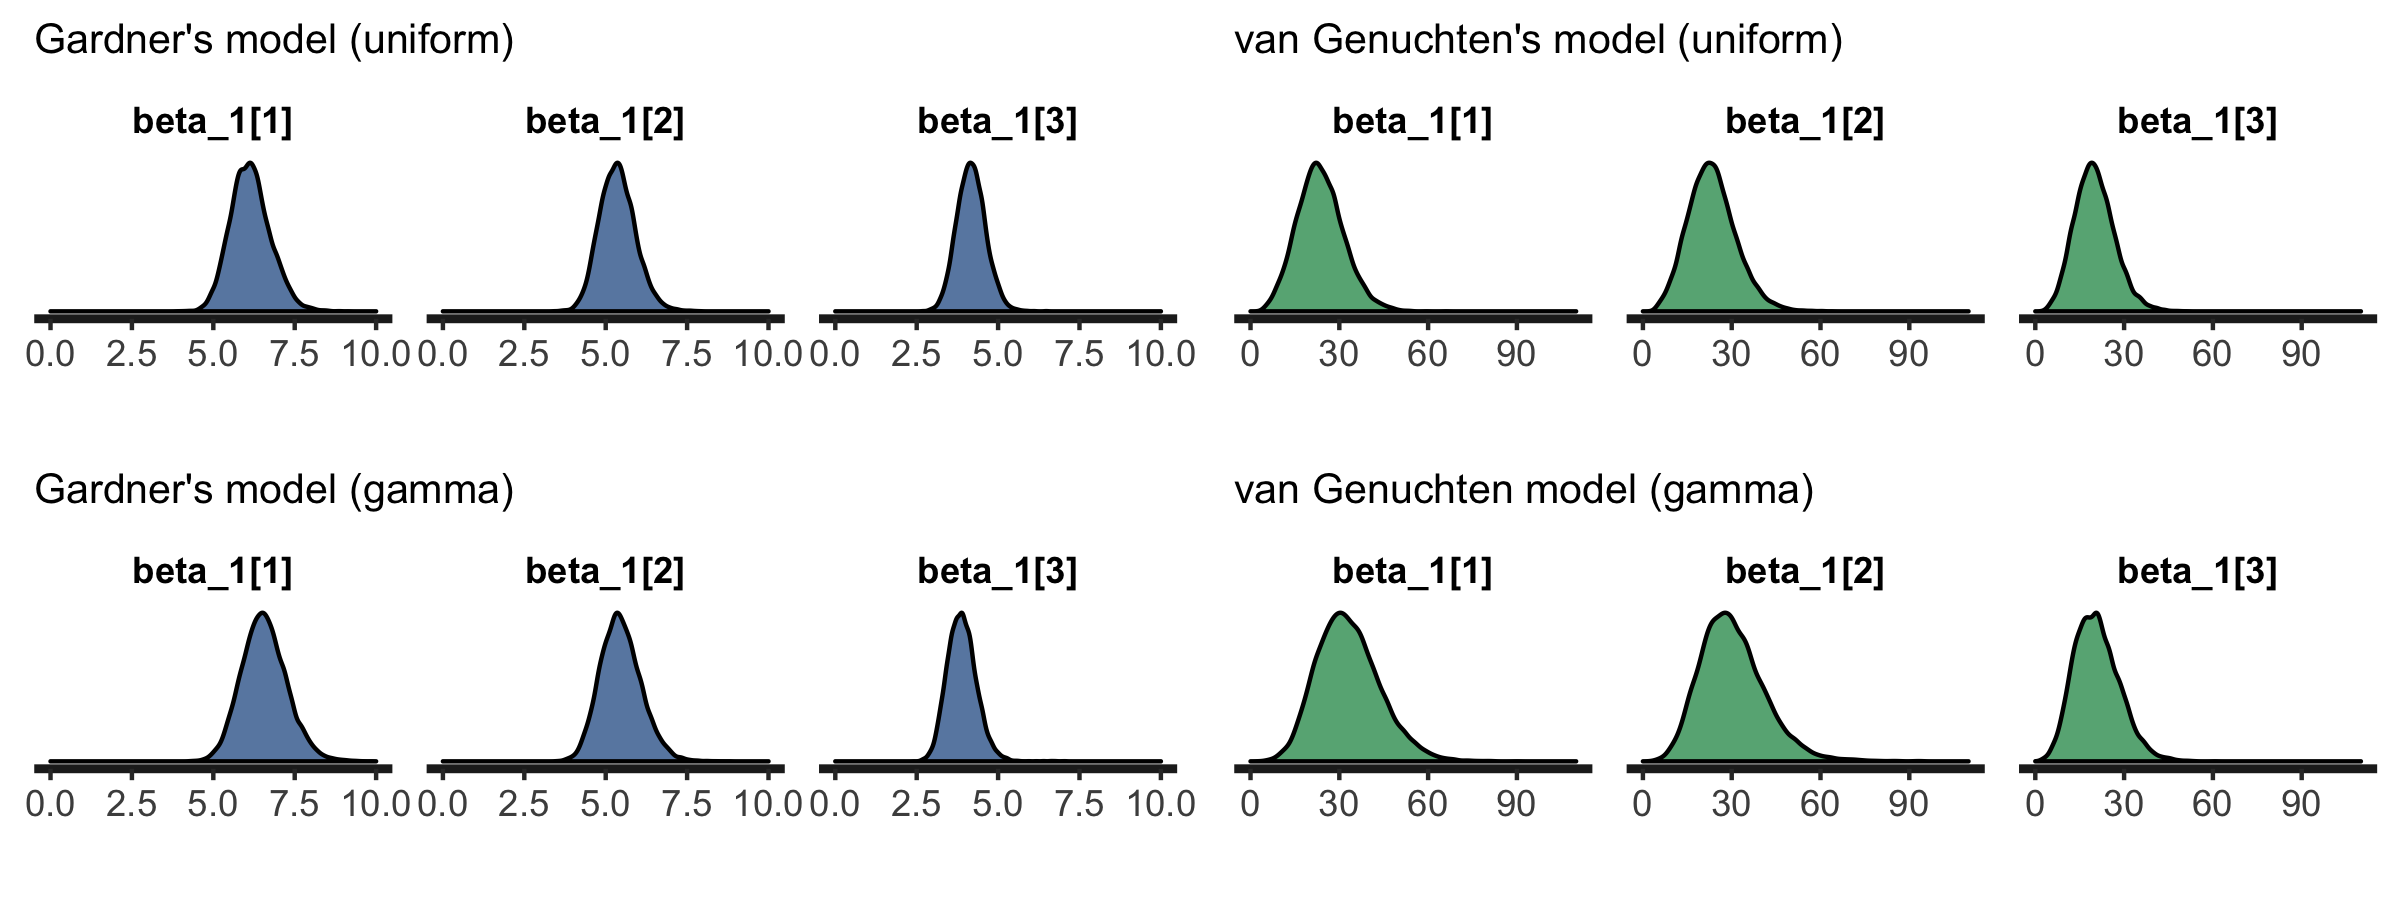 Gardner's model (uniform)
van Genuchten's model (uniform)
beta_1[1] beta_1[2] beta_1[3] beta_1[1] beta_1[2] beta_1[3]
0.0 2.5 5.0 7.5 10.0 0.0 2.5 5.0 7.5 10.0 0.0 2.5 5.0 7.5 10.0 0 30 60 90 0 30 60 90 0 30 60 90
Gardner's model (gamma)
van Genuchten model (gamma)
beta_1[1] beta_1[2] beta_1[3] beta_1[1] beta_1[2] beta_1[3]
0.0 2.5 5.0 7.5 10.0 0.0 2.5 5.0 7.5 10.0 0.0 2.5 5.0 7.5 10.0 0 30 60 90 0 30 60 90 0 30 60 90